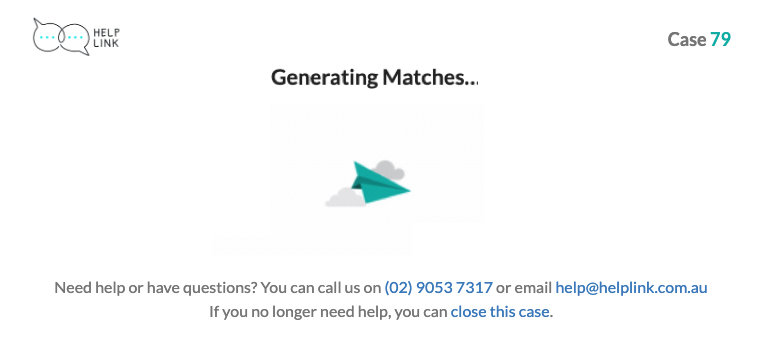 HELP
LINK
Case 79
Generating Matches...
Need help or have questions? You can call us on (02) 9053 7317 or email help@helplink.com.au
If you no longer need help, you can close this case.